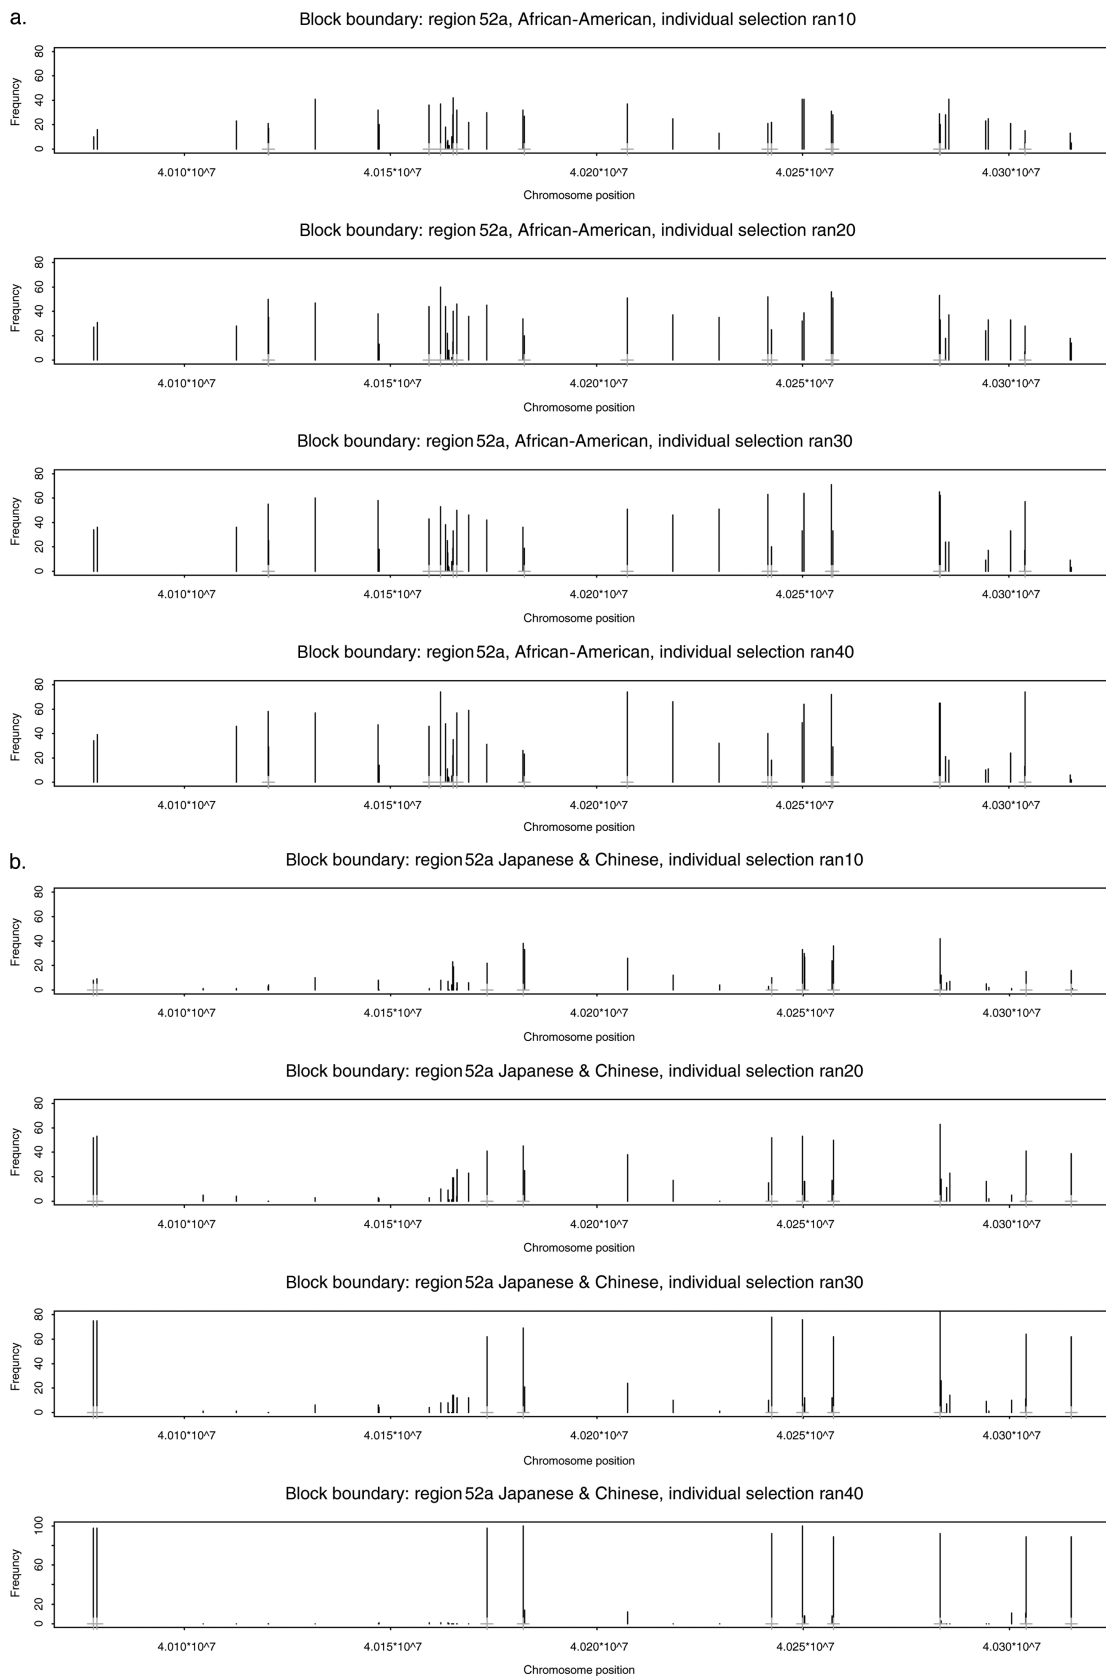 a.
Block boundary: region 52a, African-American, individual selection ran10
Frequncy
80
60
40
20
0
4.010*10^7 4.015*10^7 4.020*10^7 4.025*10^7 4.030*10^7
Chromosome position
Block boundary: region 52a, African-American, individual selection ran20
Frequncy
80
60
40
20
0
4.010*10^7 4.015*10^7 4.020*10^7 4.025*10^7 4.030*10^7
Chromosome position
Block boundary: region 52a, African-American, individual selection ran30
Frequncy
80
60
40
20
0
4.010*10^7 4.015*10^7 4.020*10^7 4.025*10^7 4.030*10^7
Chromosome position
Block boundary: region 52a, African-American, individual selection ran40
Frequncy
80
60
40
20
0
4.010*10^7 4.015*10^7 4.020*10^7 4.025*10^7 4.030*10^7
Chromosome position
b.
Block boundary: region 52a Japanese & Chinese, individual selection ran10
Frequncy
80
60
40
20
0
4.010*10^7 4.015*10^7 4.020*10^7 4.025*10^7 4.030*10^7
Chromosome position
Block boundary: region 52a Japanese & Chinese, individual selection ran20
Frequncy
80
60
40
20
0
4.010*10^7 4.015*10^7 4.020*10^7 4.025*10^7 4.030*10^7
Chromosome position
Block boundary: region 52a Japanese & Chinese, individual selection ran30
Frequncy
80
60
40
20
0
4.010*10^7 4.015*10^7 4.020*10^7 4.025*10^7 4.030*10^7
Chromosome position
Block boundary: region 52a Japanese & Chinese, individual selection ran40
Frequncy
100
60
20
0
4.010*10^7 4.015*10^7 4.020*10^7 4.025*10^7 4.030*10^7
Chromosome position